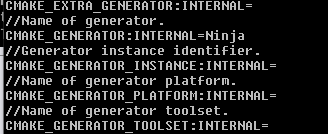 CMAKE_EXTRA_GENERATOR:INTERNAL=
//Name of generator.
CMAKE_GENERATOR:INTERNAL=Ninja
//Generator instance identifier.
CMAKE_GENERATOR_INSTANCE:INTERNAL=
//Name of generator platform.
CMAKE_GENERATOR_PLATFORM:INTERNAL=
//Name of generator toolset.
CMAKE_GENERATOR_TOOLSET:INTERNAL=